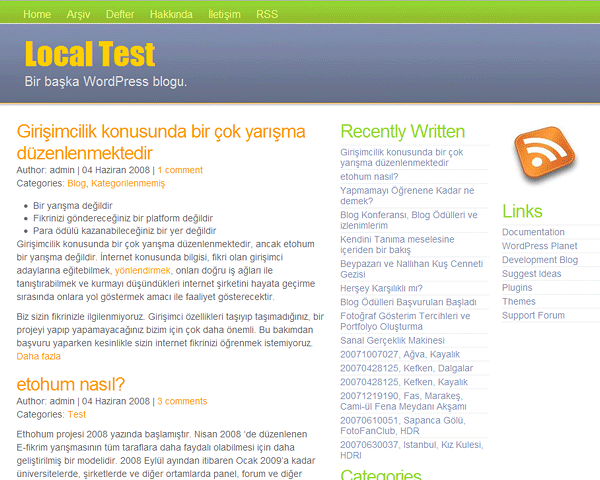 Home Arşiv Defter Hakkında İletişim RSS
Local Test
Bir başka WordPress blogu.
Girişimcilik konusunda bir çok yarışma
düzenlenmektedir
Author: admin | 04 Haziran 2008 | 1 comment
Categories: Blog, Kategorilenmemiş
Bir yarışma değildir
Fikrinizi göndereceğiniz bir platform değildir
Para ödülü kazanabileceğiniz bir yer değildir
Girişimcilik konusunda bir çok yarışma düzenlenmektedir, ancak etohum
bir yarışma değildir. İnternet konusunda bilgisi, fikri olan girişimci
adaylarına eğitebilmek, yönlendirmek, onları doğru iş ağları ile
tanıştırabilmek ve kurmayı düşündükleri internet şirketini hayata geçirme
sırasında onlara yol göstermek amacı ile faaliyet gösterecektir.
Biz sizin fikrinizle ilgilenmiyoruz. Girişimci özellikleri taşıyıp taşımadığınız, bir
projeyi yapıp yapamayacağınız bizim için çok daha önemli. Bu bakımdan
başvuru yaparken kesinlikle sizin internet fikrinizi öğrenmek istemiyoruz.
Daha fazla
etohum nasıl?
Author: admin | 04 Haziran 2008 | 3 comments
Categories: Test
Ethohum projesi 2008 yazında başlamıştır. Nisan 2008 'de düzenlenen
E-fikrim yarışmasının tüm taraflara daha faydalı olabilmesi için daha
geliştirilmiş bir modelidir. 2008 Eylül ayından itibaren Ocak 2009'a kadar
üniversitelerde, şirketlerde ve diğer ortamlarda panel, forum ve diğer
Recently Written
Girişimcilik konusunda bir çok
yarışma düzenlenmektedir
etohum nasıl?
Yapmamayı Öğrenene Kadar ne
demek?
Blog Konferansı, Blog Ödülleri ve
izlenimlerim
Kendini Tanıma meselesine
içeriden bir bakış
Beypazarı ve Nallıhan Kuş Cenneti
Gezisi
Herşey Karşılıklı mı?
Blog Ödülleri Başvuruları Başladı
Fotoğraf Gösterim Tercihleri ve
Portfolyo Oluşturma
Sanal Gerçeklik Makinesi
20071007027, Ağva, Kayalık
20070428125, Kefken, Dalgalar
20070428125, Kefken, Kayalık
20071219190, Fas, Marakeş,
Cami-ül Fena Meydanı Akşamı
20070610051, Sapanca Gölü,
FotoFanClub, HDR
20070630037, İstanbul, Kız Kulesi,
HDRI
Categories
Links
Documentation
WordPress Planet
Development Blog
Suggest Ideas
Plugins
Themes
Support Forum